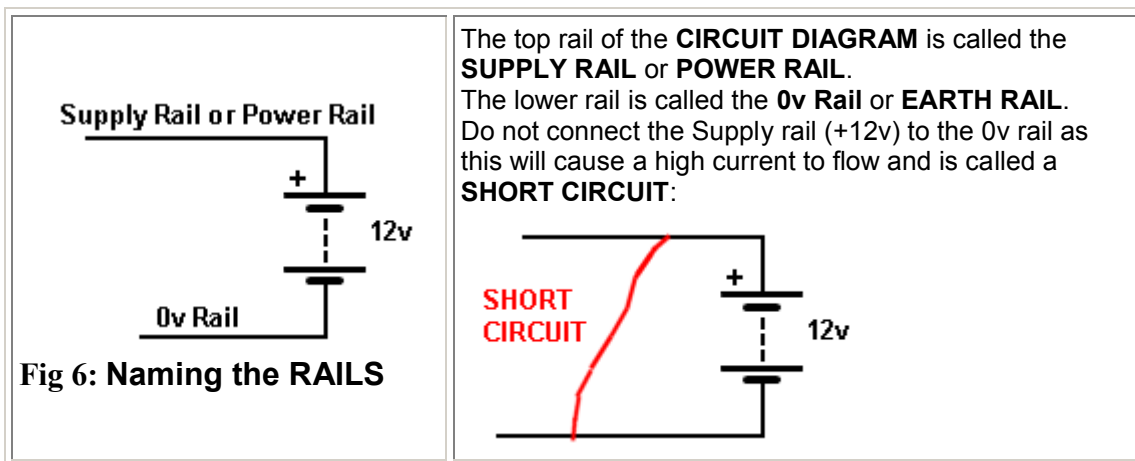 Supply Rail or Power Rail
+
12v
0v Rail
Fig 6: Naming the RAILS
The top rail of the CIRCUIT DIAGRAM is called the
SUPPLY RAIL or POWER RAIL.
The lower rail is called the 0v Rail or EARTH RAIL.
Do not connect the Supply rail (+12v) to the 0v rail as
this will cause a high current to flow and is called a
SHORT CIRCUIT:
+
SHORT
CIRCUIT
12v